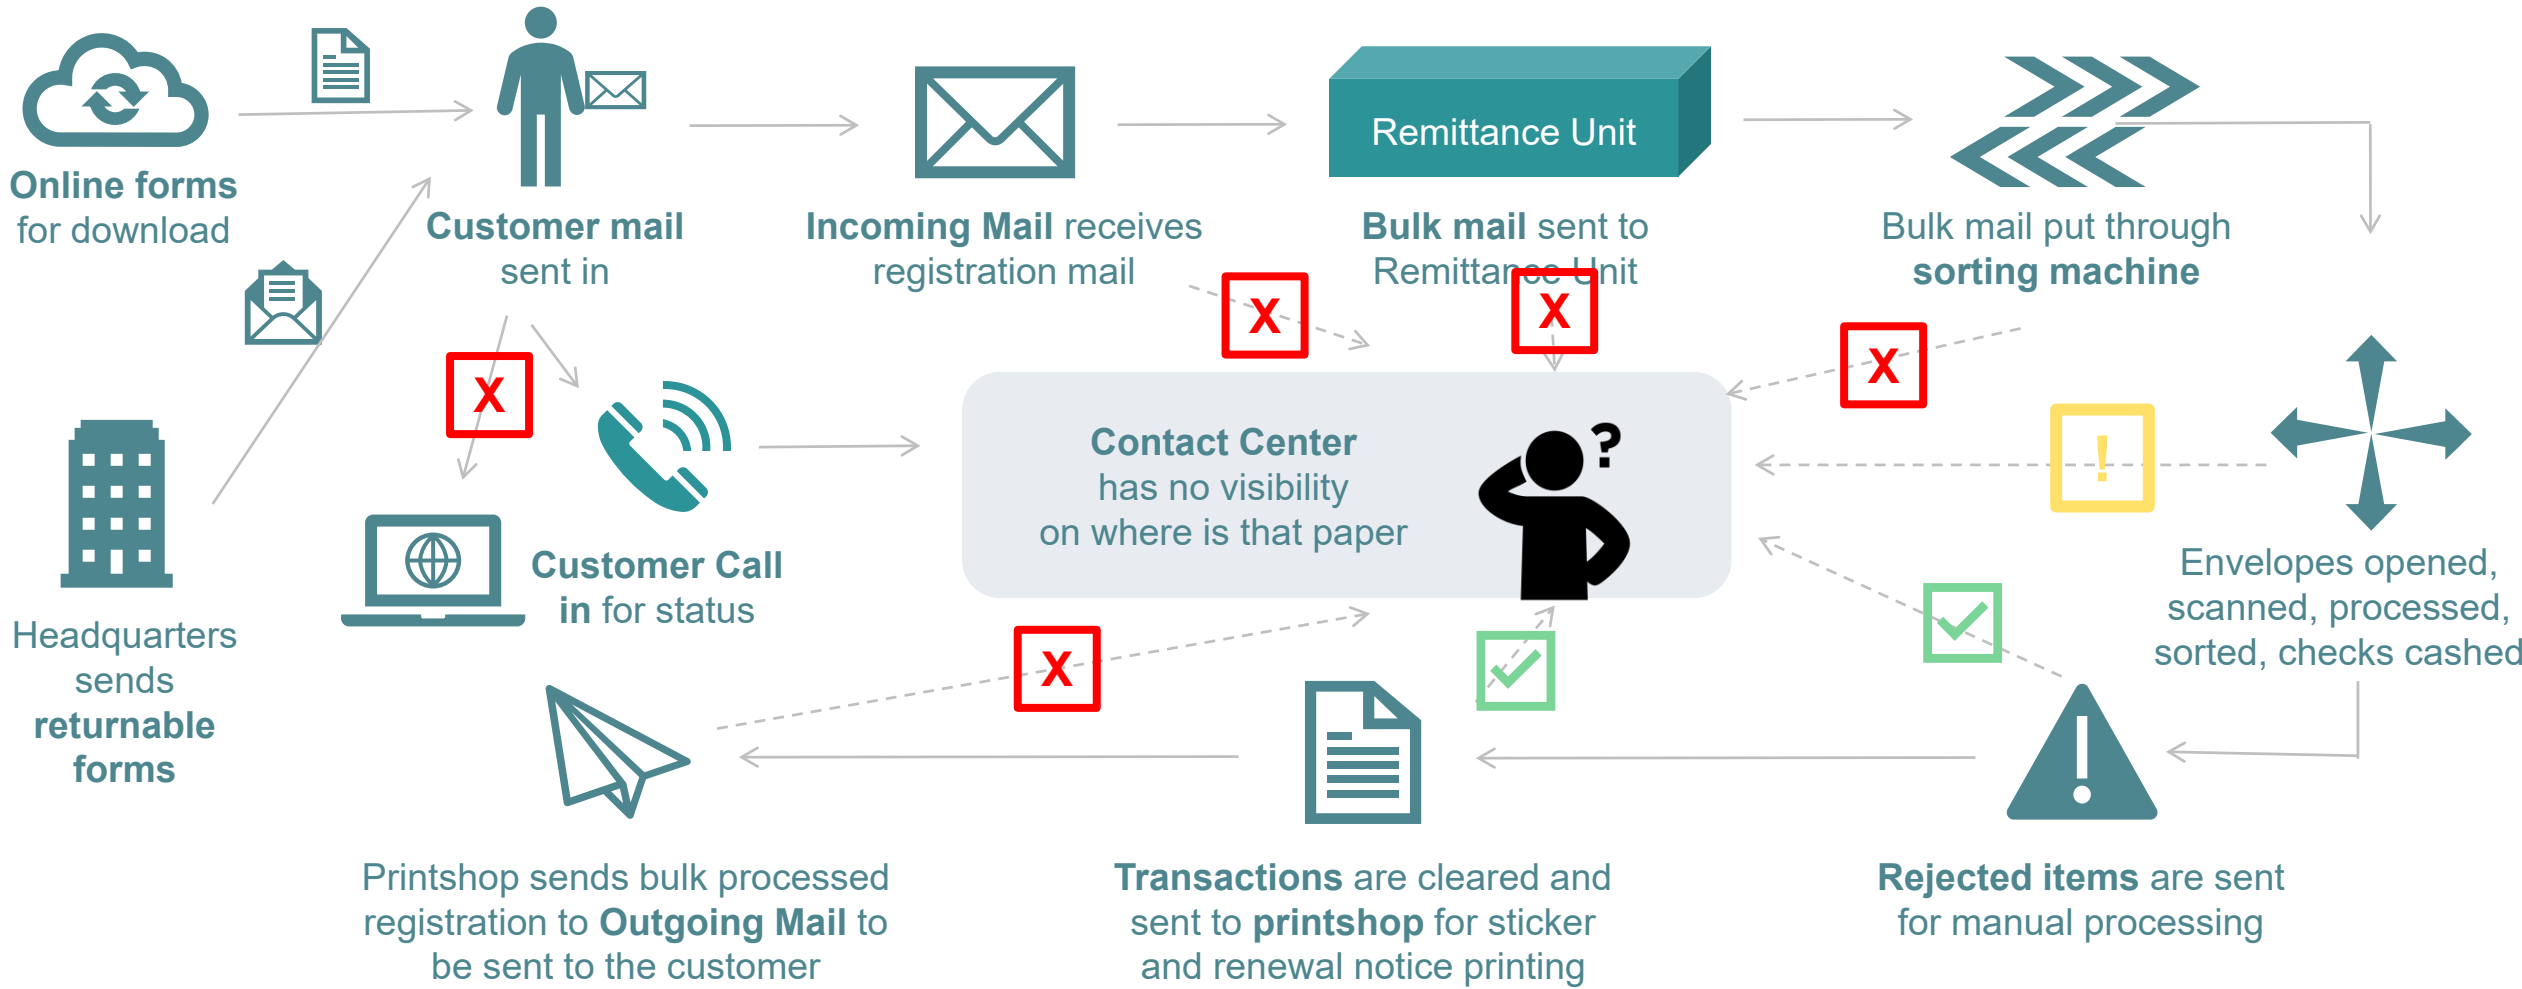 Online forms
for download
Customer mail
sent in
Incoming Mail receives
registration mail
Remittance Unit
Bulk mail sent to
Remittance Unit
Bulk mail put through
sorting machine
X
X
X
X
!
?
Contact Center
has no visibility
on where is that paper
Customer Call
in for status
Headquarters
sends
returnable
forms
Envelopes opened,
scanned, processed,
sorted, checks cashed
X
Printshop sends bulk processed
registration to Outgoing Mail to
be sent to the customer
Transactions are cleared and
sent to printshop for sticker
and renewal notice printing
Rejected items are sent
for manual processing